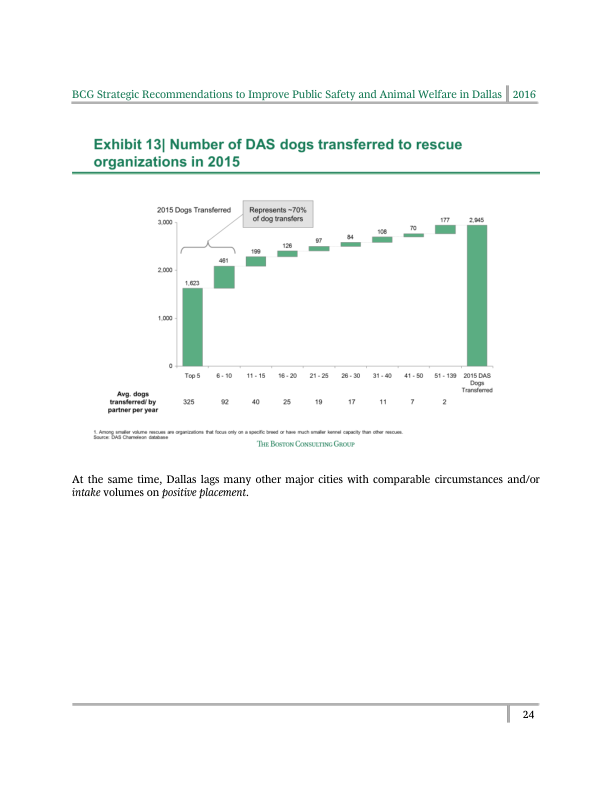 BCG Strategic Recommendations to Improve Public Safety and Animal Welfare in Dallas 2016
Exhibit 13| Number of DAS dogs transferred to rescue
organizations in 2015
2015 Dogs Transferred
Represents ~70%
of dog transfers
3,000
2,000
1,000
0
1,623
461
199
126
97
84
108
70
177
2,945
Top 5 6 - 10 11 - 15 16 - 20 21 - 25 26 - 30 31 - 40 41 - 50 51 - 139 2015 DAS
Dogs
Transferred
Avg. dogs
transferred/ by
partner per year
325 92 40 25 19 17 11 7 2
1. Among smaller volume rescues are organizations that focus only on a specific breed or have much smaller kennel capacity than other rescues.
Source: DAS Chameleon database
THE BOSTON CONSULTING GROUP
At the same time, Dallas lags many other major cities with comparable circumstances and/or
intake volumes on positive placement.
24